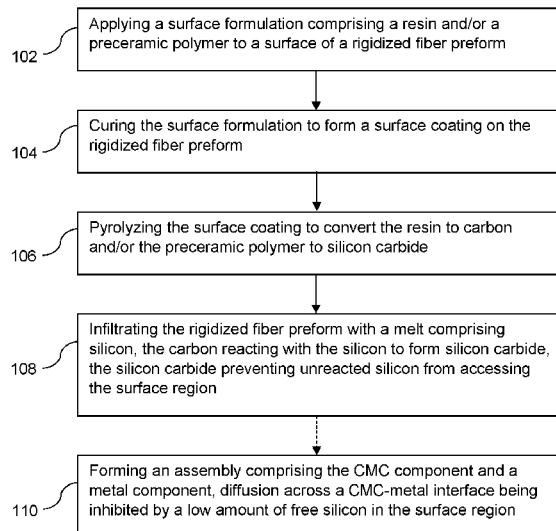 Applying a surface formulation comprising a resin and/or a
preceramic polymer to a surface of a rigidized fiber preform
102
Curing the surface formulation to form a surface coating on the
rigidized fiber preform
104
Pyrolyzing the surface coating to convert the resin to carbon
and/or the preceramic polymer to silicon carbide
106
Infiltrating the rigidized fiber preform with a melt comprising
silicon, the carbon reacting with the silicon to form silicon carbide,
the silicon carbide preventing unreacted silicon from accessing
the surface region
108
Forming an assembly comprising the CMC component and a
metal component, diffusion across a CMC-metal interface being
inhibited by a low amount of free silicon in the surface region
110